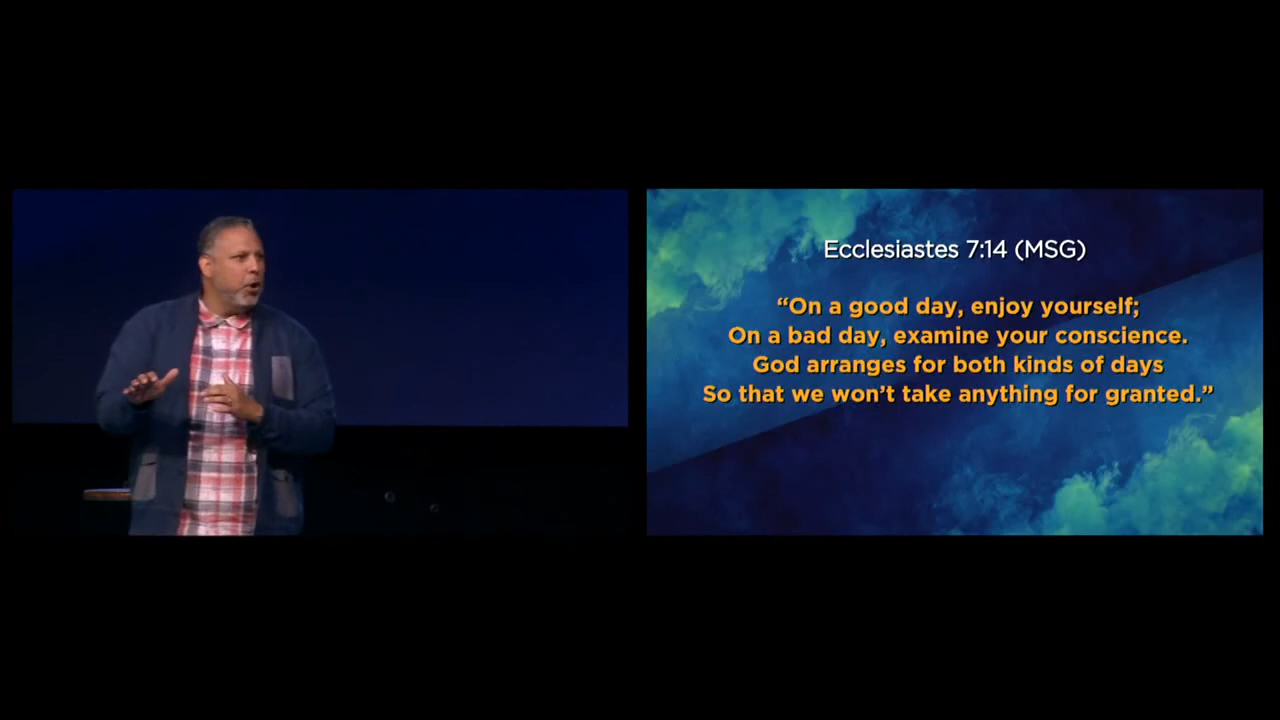 Ecclesiastes 7:14 (MSG)
“On a good day, enjoy yourself;
On a bad day, examine your conscience.
God arranges for both kinds of days
So that we won’t take anything for granted.”